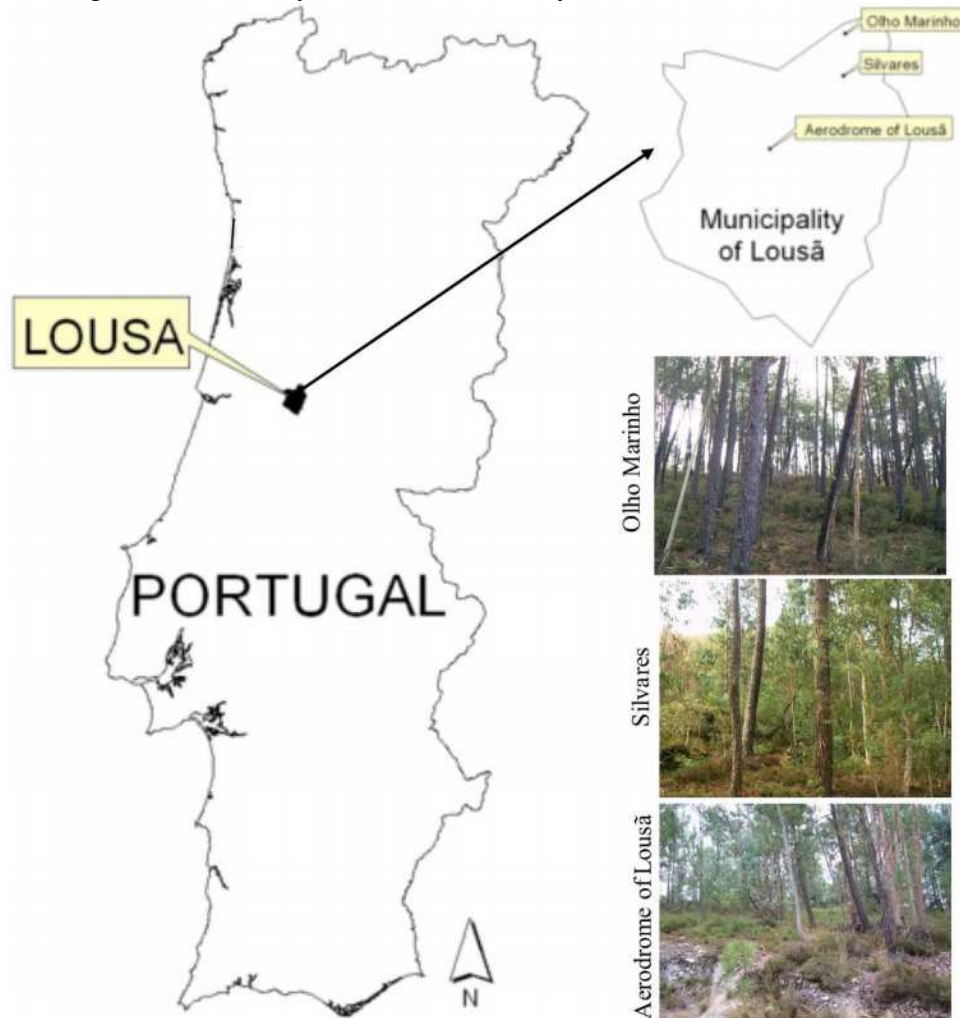 Olho Marinho
Silvares
Aerodrome of Lousã
Municipality
of Lousã
LOUSA
PORTUGAL
N
Olho Marinho
Silvares
Aerodrome of Lousã